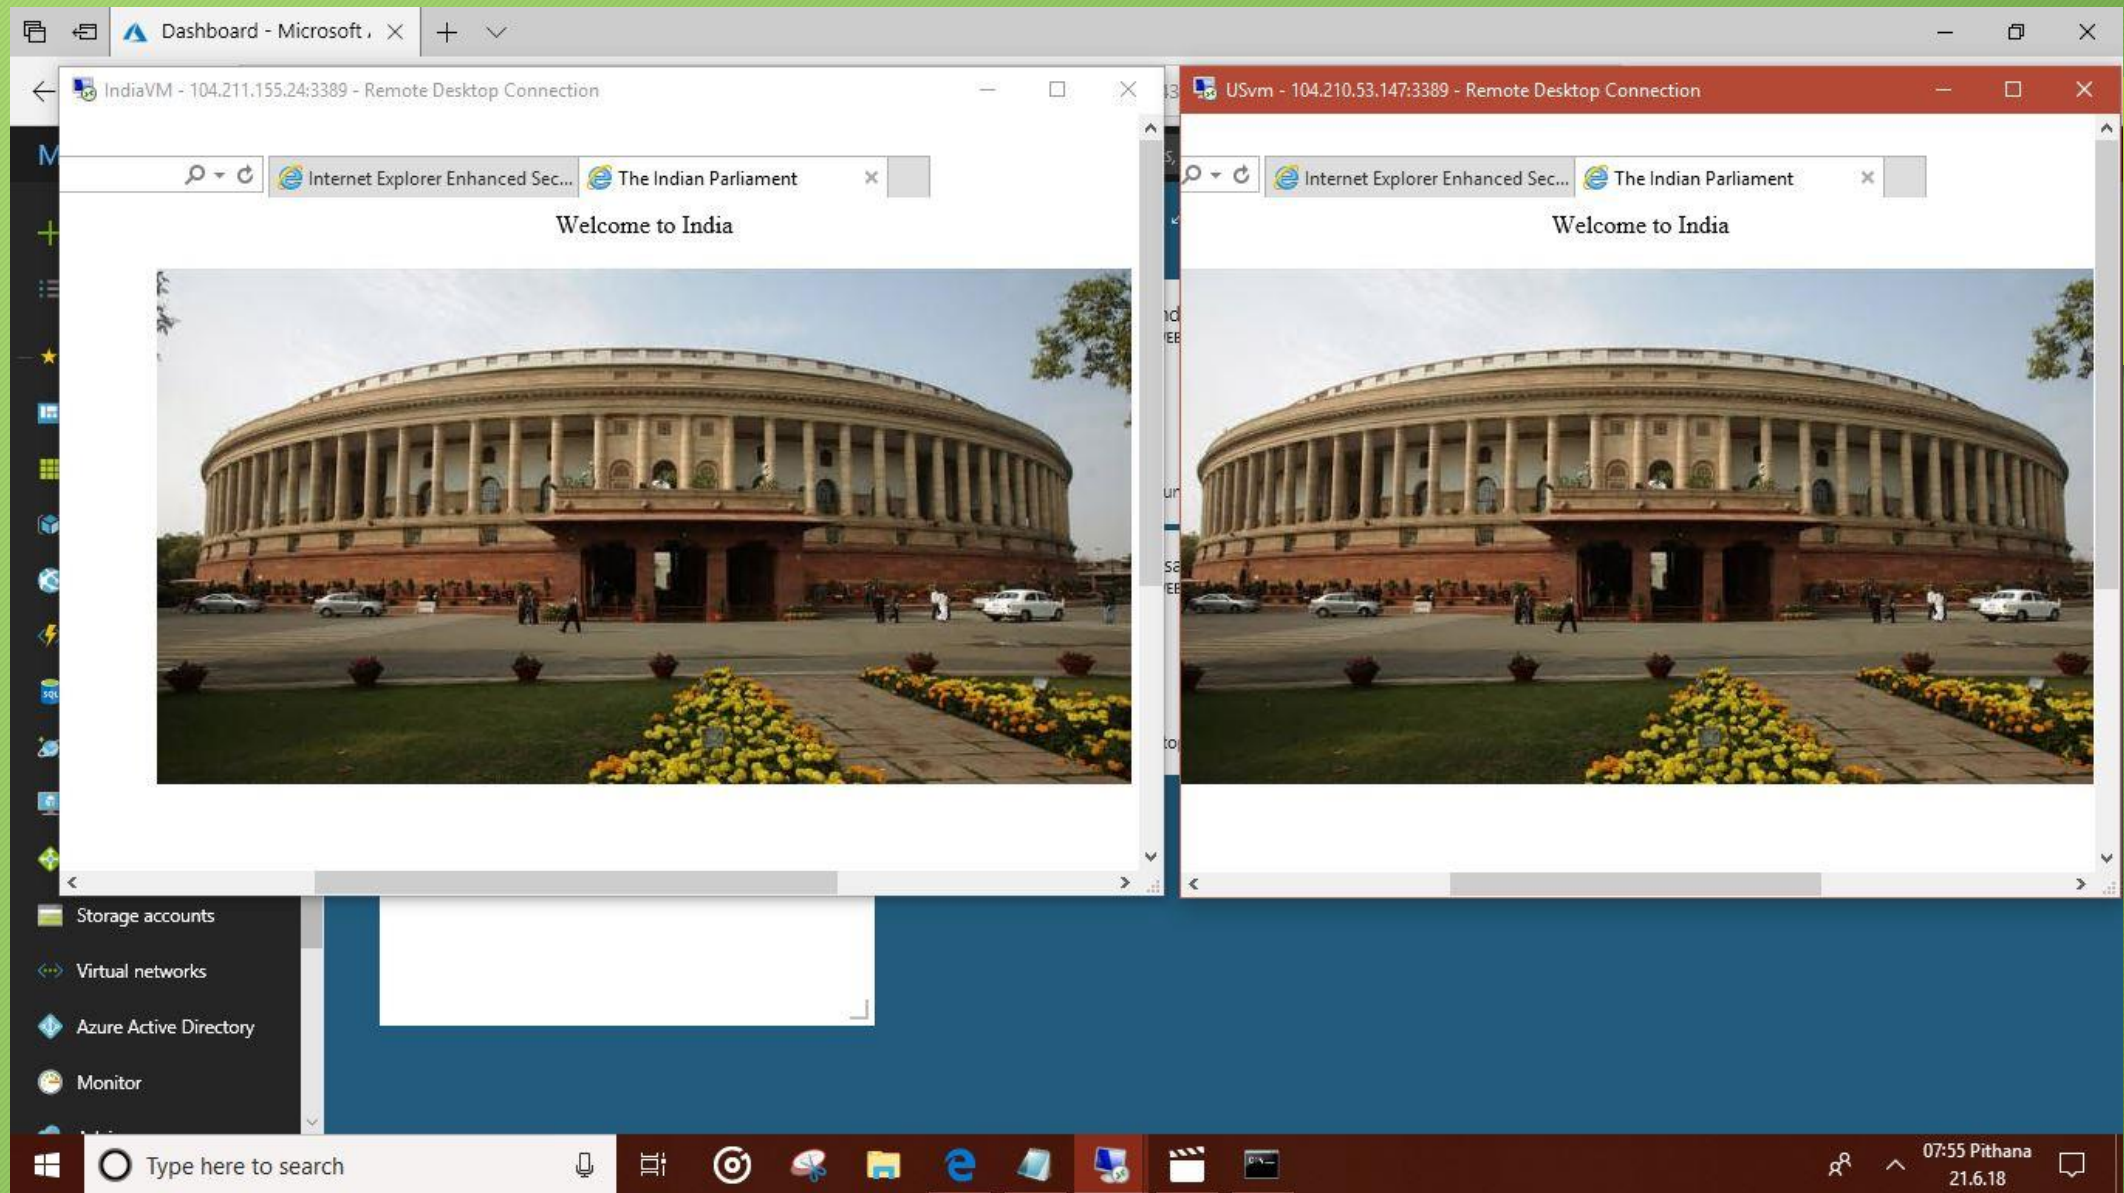 Dashboard - Microsoft
IndiaVM - 104.211.155.24:3389 - Remote Desktop Connection
Internet Explorer Enhanced Sec...
The Indian Parliament
Welcome to India
USvm - 104.210.53.147:3389 - Remote Desktop Connection
Internet Explorer Enhanced Sec...
The Indian Parliament
Welcome to India
SQL
Storage accounts
Virtual networks
Azure Active Directory
Monitor
Type here to search
07:55 Pithana
21.6.18